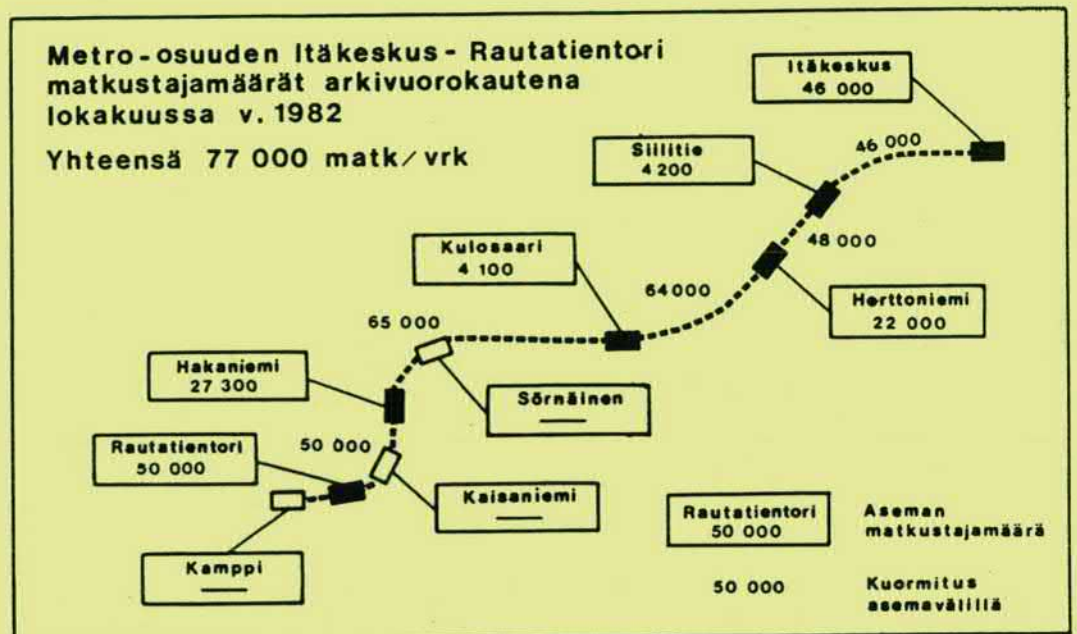 Metro-osuuden Itäkeskus - Rautatientori
matkustajamäärät arkivuorokautena
lokakuussa v. 1982
Yhteensä 77 000 matk/vrk
Itäkeskus
46 000
46 000
Siilitie
4 200
48 000
Kulosaari
4 100
64 000
Herttoniemi
22 000
65 000
Hakaniemi
27 300
Sörnäinen
50 000
Rautatientori
50 000
Kaisaniemi
Kamppi
Rautatientori
50 000
Aseman
matkustajamäärä
50 000
Kuormitus
asemavälillä